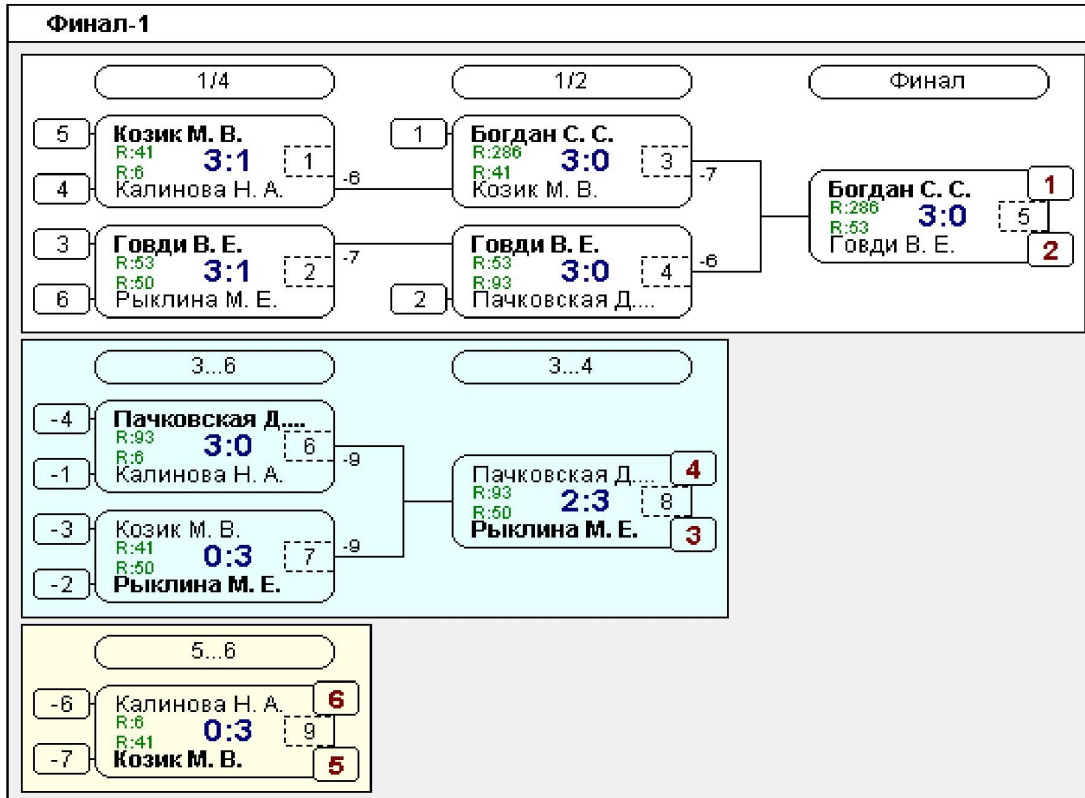 Финал-1
1/4
1/2
Финал
5
Козик М. В.
R:41
R:6
3:1
1
4
Калинова Н. А.
-6
1
Богдан С. С.
R:286
R:41
3:0
3
Козик М. В.
-7
Богдан С. С.
1
R:286
R:53
3:0
5
Говди В. Е.
2
3
Говди В. Е.
R:53
R:50
3:1
2
6
Рыклина М. Е.
-7
Говди В. Е.
R:53
R:93
3:0
4
2
Пачковская Д....
-6
3...6
3...4
-4
Пачковская Д....
R:93
R:6
3:0
6
-1
Калинова Н. А.
-9
-3
Козик М. В.
R:41
R:50
0:3
7
-2
Рыклина М. Е.
-9
Пачковская Д....
4
R:93
R:50
2:3
8
Рыклина М. Е.
3
5...6
-6
Калинова Н. А.
6
R:6
R:41
0:3
9
-7
Козик М. В.
5